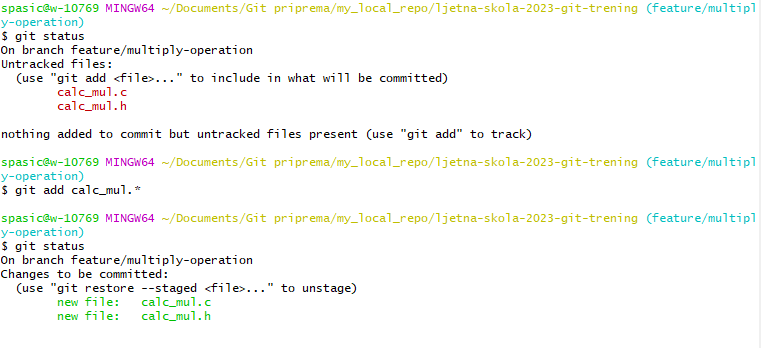 spasic@w-10769 MINGW64 ~/Documents/Git priprema/my_local_repo/ljetna-skola-2023-git-trening (feature/multipl
y-operation)
$ git status
On branch feature/multiply-operation
Untracked files:
  (use "git add <file>..." to include in what will be committed)
        calc_mul.c
        calc_mul.h

nothing added to commit but untracked files present (use "git add" to track)

spasic@w-10769 MINGW64 ~/Documents/Git priprema/my_local_repo/ljetna-skola-2023-git-trening (feature/multipl
y-operation)
$ git add calc_mul.*

spasic@w-10769 MINGW64 ~/Documents/Git priprema/my_local_repo/ljetna-skola-2023-git-trening (feature/multipl
y-operation)
$ git status
On branch feature/multiply-operation
Changes to be committed:
  (use "git restore --staged <file>..." to unstage)
        new file:   calc_mul.c
        new file:   calc_mul.h